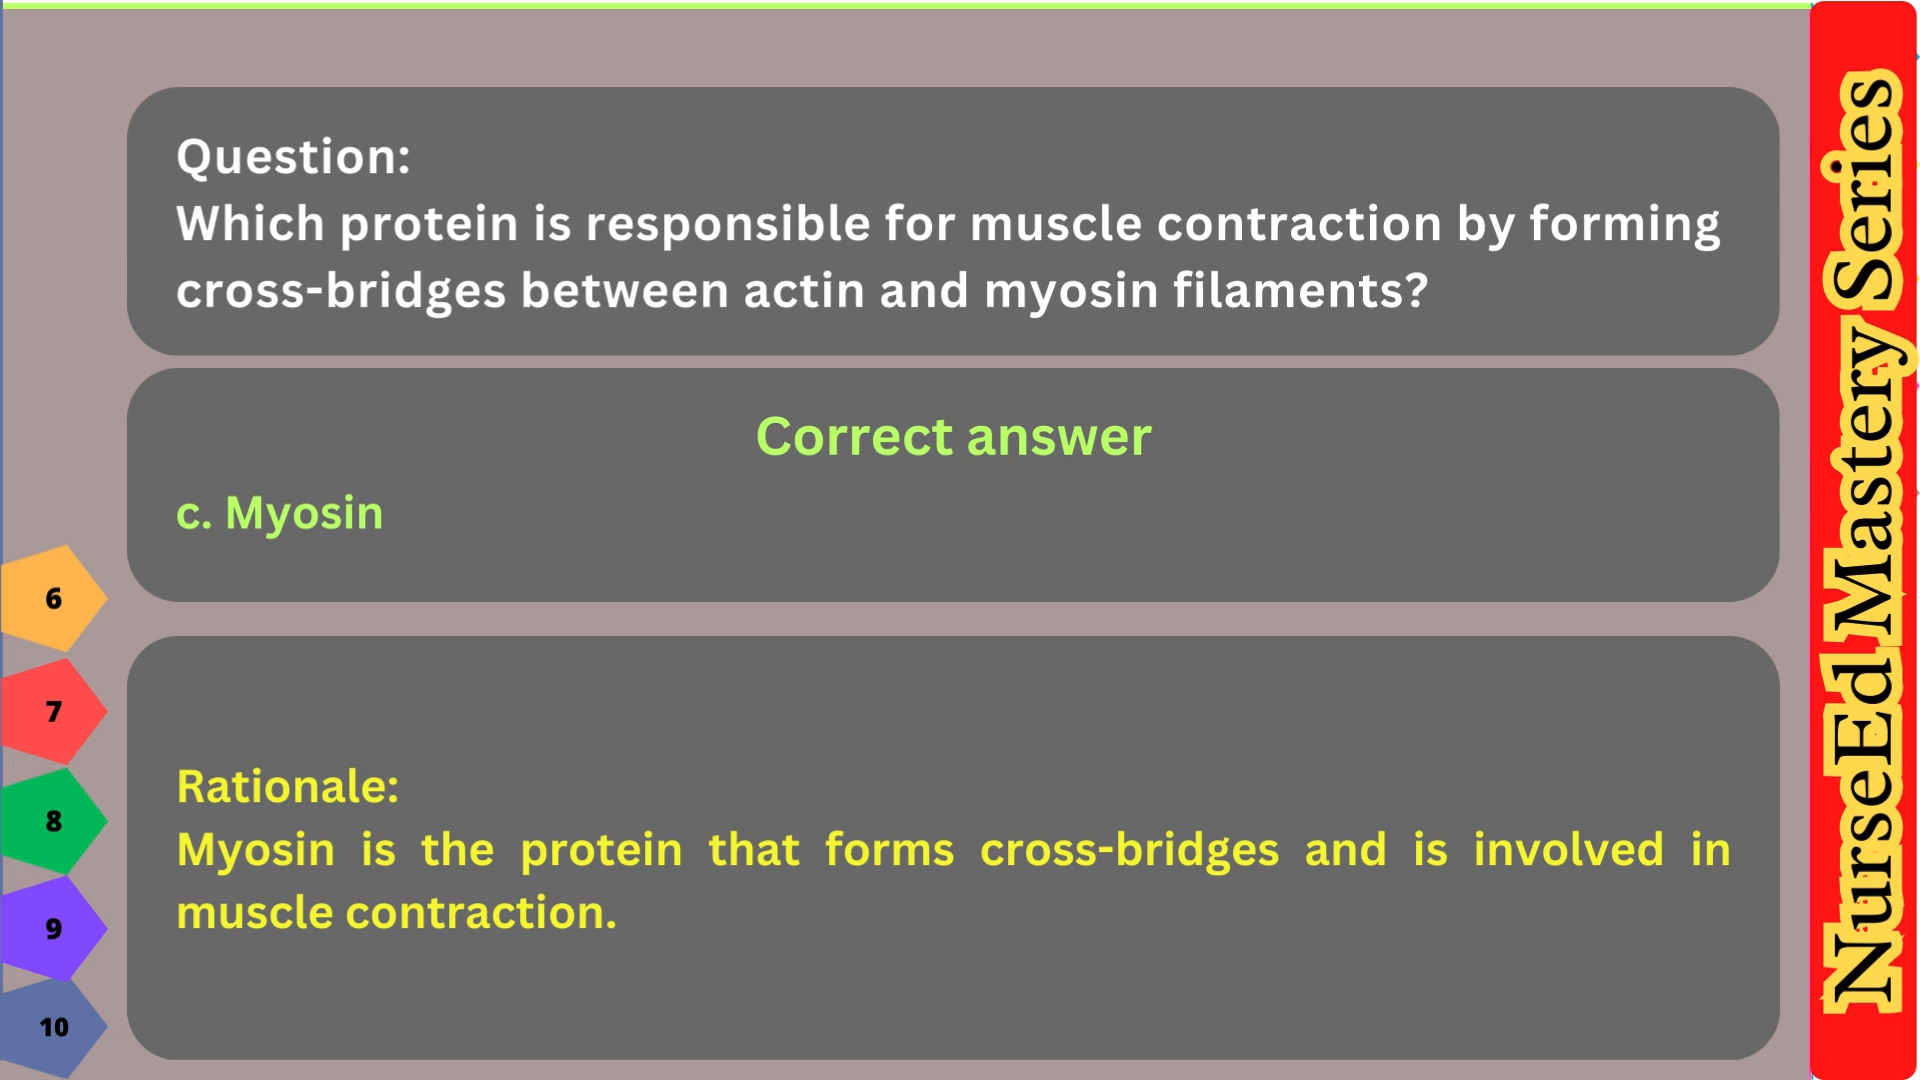 Question:
Which protein is responsible for muscle contraction by forming
cross-bridges between actin and myosin filaments?
Correct answer
c. Myosin
Rationale:
Myosin is the protein that forms cross-bridges and is involved in
muscle contraction.
6
7
8
9
10
NurseEd Mastery Series